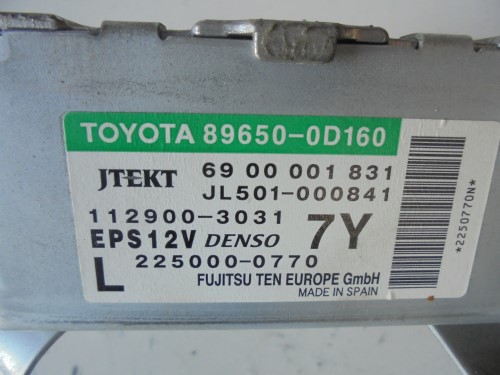 TOYOTA 89650-0D160
JTEKT 69 00 001 831
JL501-000841
112900-3031 7Y
EPS12V DENSO
L 225000-0770
FUJITSU TEN EUROPE GmbH
MADE IN SPAIN
*2250770N*